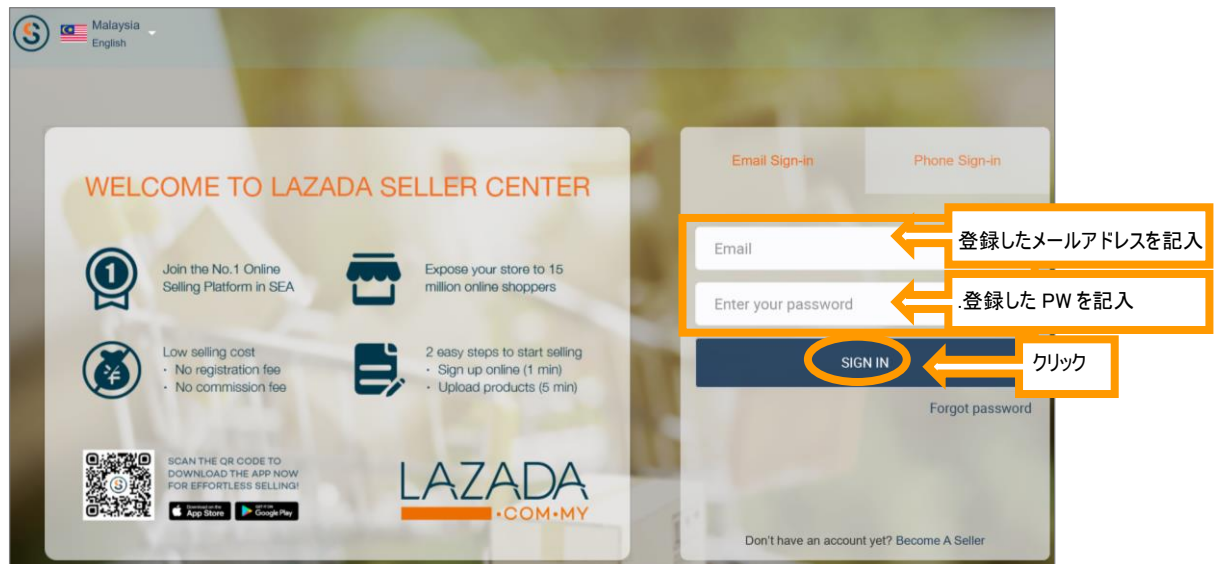 Malaysia
English
WELCOME TO LAZADA SELLER CENTER
Join the No.1 Online
Selling Platform in SEA
Expose your store to 15
million online shoppers
Low selling cost
· No registration fee
· No commission fee
2 easy steps to start selling
· Sign up online (1 min)
· Upload products (5 min)
SCAN THE QR CODE TO
DOWNLOAD THE APP NOW
FOR EFFORTLESS SELLING!
Download on the
App Store
GET IT ON
Google Play
LAZADA
·COM·MY
Email Sign-in
Phone Sign-in
Email
登録したメールアドレスを記入
Enter your password
.登録した PW を記入
SIGN IN
クリック
Forgot password
Don't have an account yet? Become A Seller